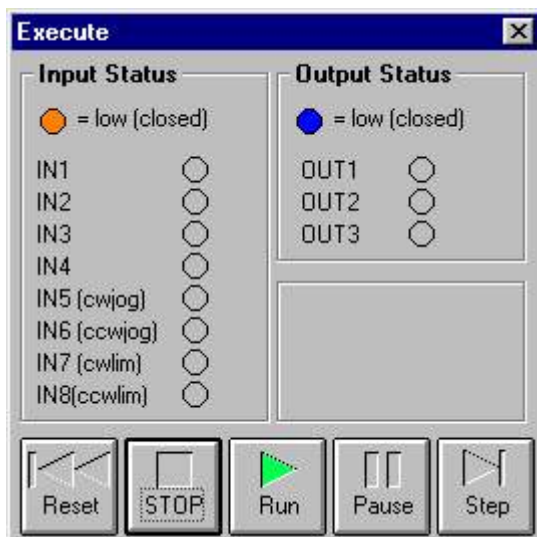 Execute
Input Status
= low (closed)
IN1
IN2
IN3
IN4
IN5 (cwjog)
IN6 (ccwjog)
IN7 (cwlim)
IN8(ccwlim)
Output Status
= low (closed)
OUT1
OUT2
OUT3
Reset
STOP
Run
Pause
Step